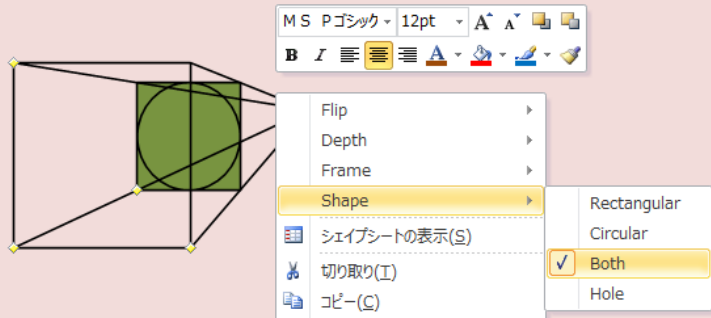 ＭＳ Ｐゴシック 12pt A A
B I A
Flip
Depth
Frame
Shape
シェイプシートの表示(S)
切り取り(T)
コピー(C)
Rectangular
Circular
Both
Hole